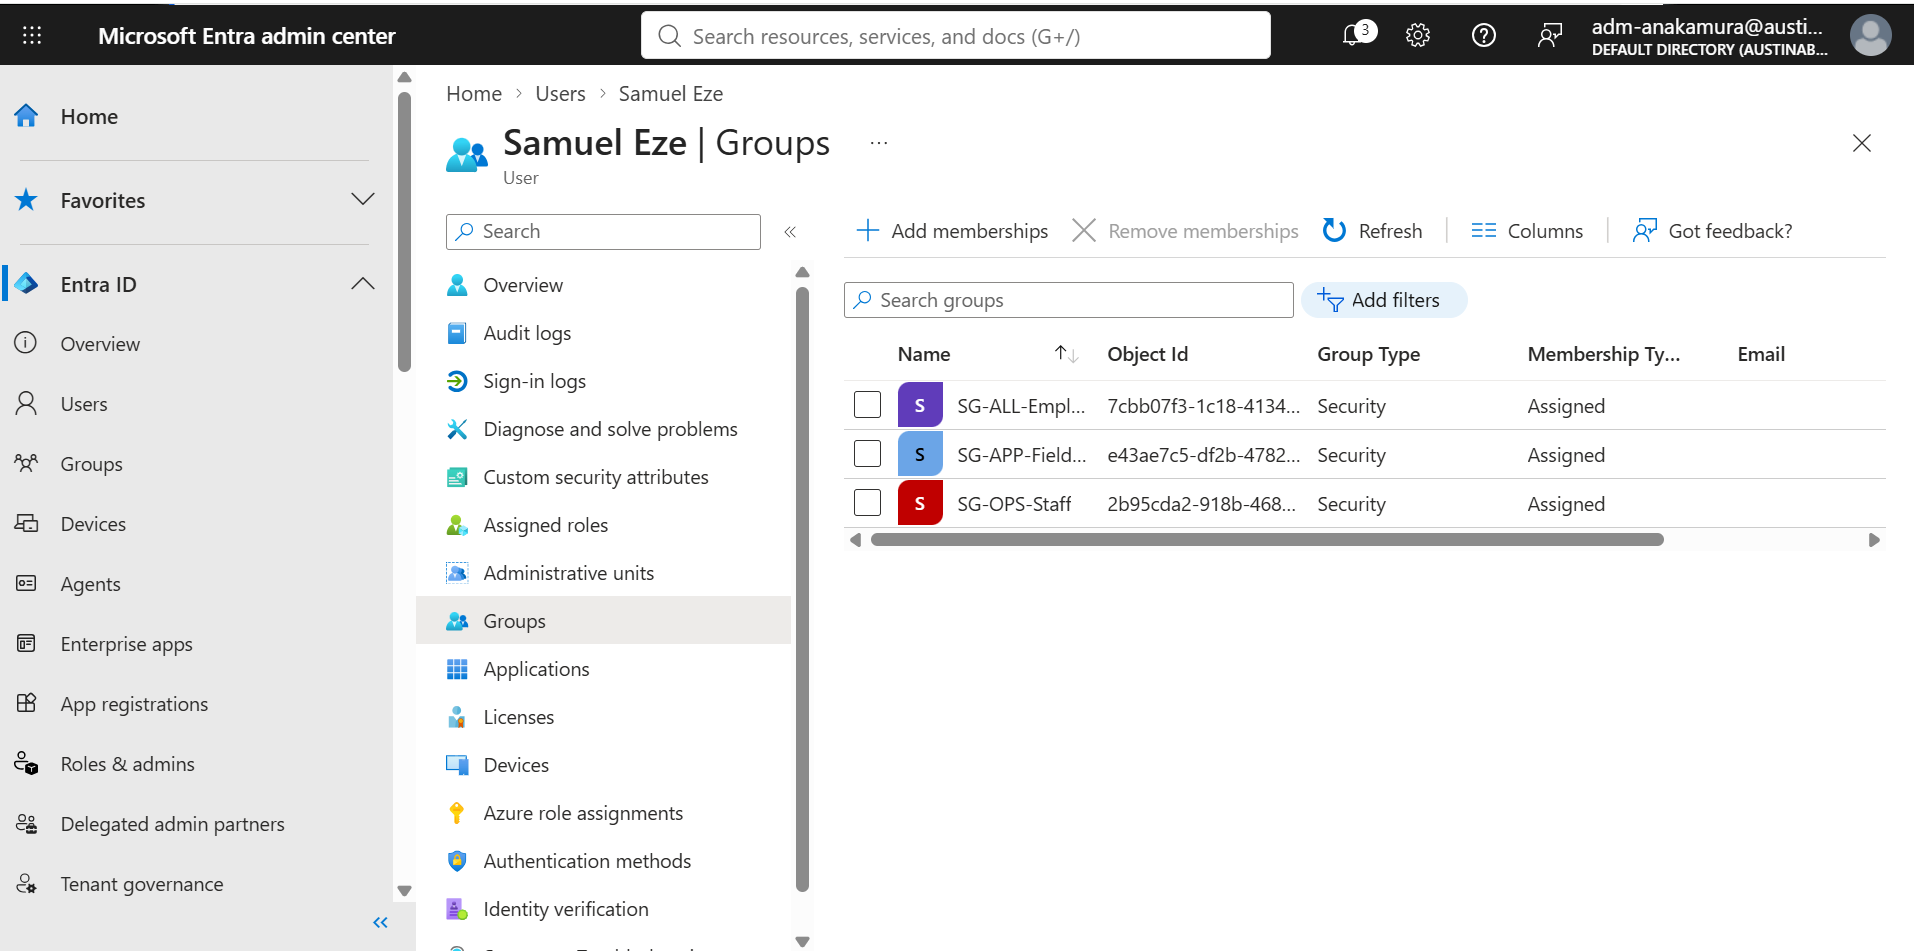 Microsoft Entra admin center
Search resources, services, and docs (G+/)
3
adm-anakamura@austi...
DEFAULT DIRECTORY (AUSTINAB...
Home
Favorites
Entra ID
Overview
Users
Groups
Devices
Agents
Enterprise apps
App registrations
Roles & admins
Delegated admin partners
Tenant governance
Home > Users > Samuel Eze
Samuel Eze | Groups ...
User
Search
Overview
Audit logs
Sign-in logs
Diagnose and solve problems
Custom security attributes
Assigned roles
Administrative units
Groups
Applications
Licenses
Devices
Azure role assignments
Authentication methods
Identity verification
Add memberships Remove memberships Refresh Columns Got feedback?
Search groups Add filters
Name Object Id Group Type Membership Ty... Email
S SG-ALL-Empl... 7cbb07f3-1c18-4134... Security Assigned
S SG-APP-Field... e43ae7c5-df2b-4782... Security Assigned
S SG-OPS-Staff 2b95cda2-918b-468... Security Assigned